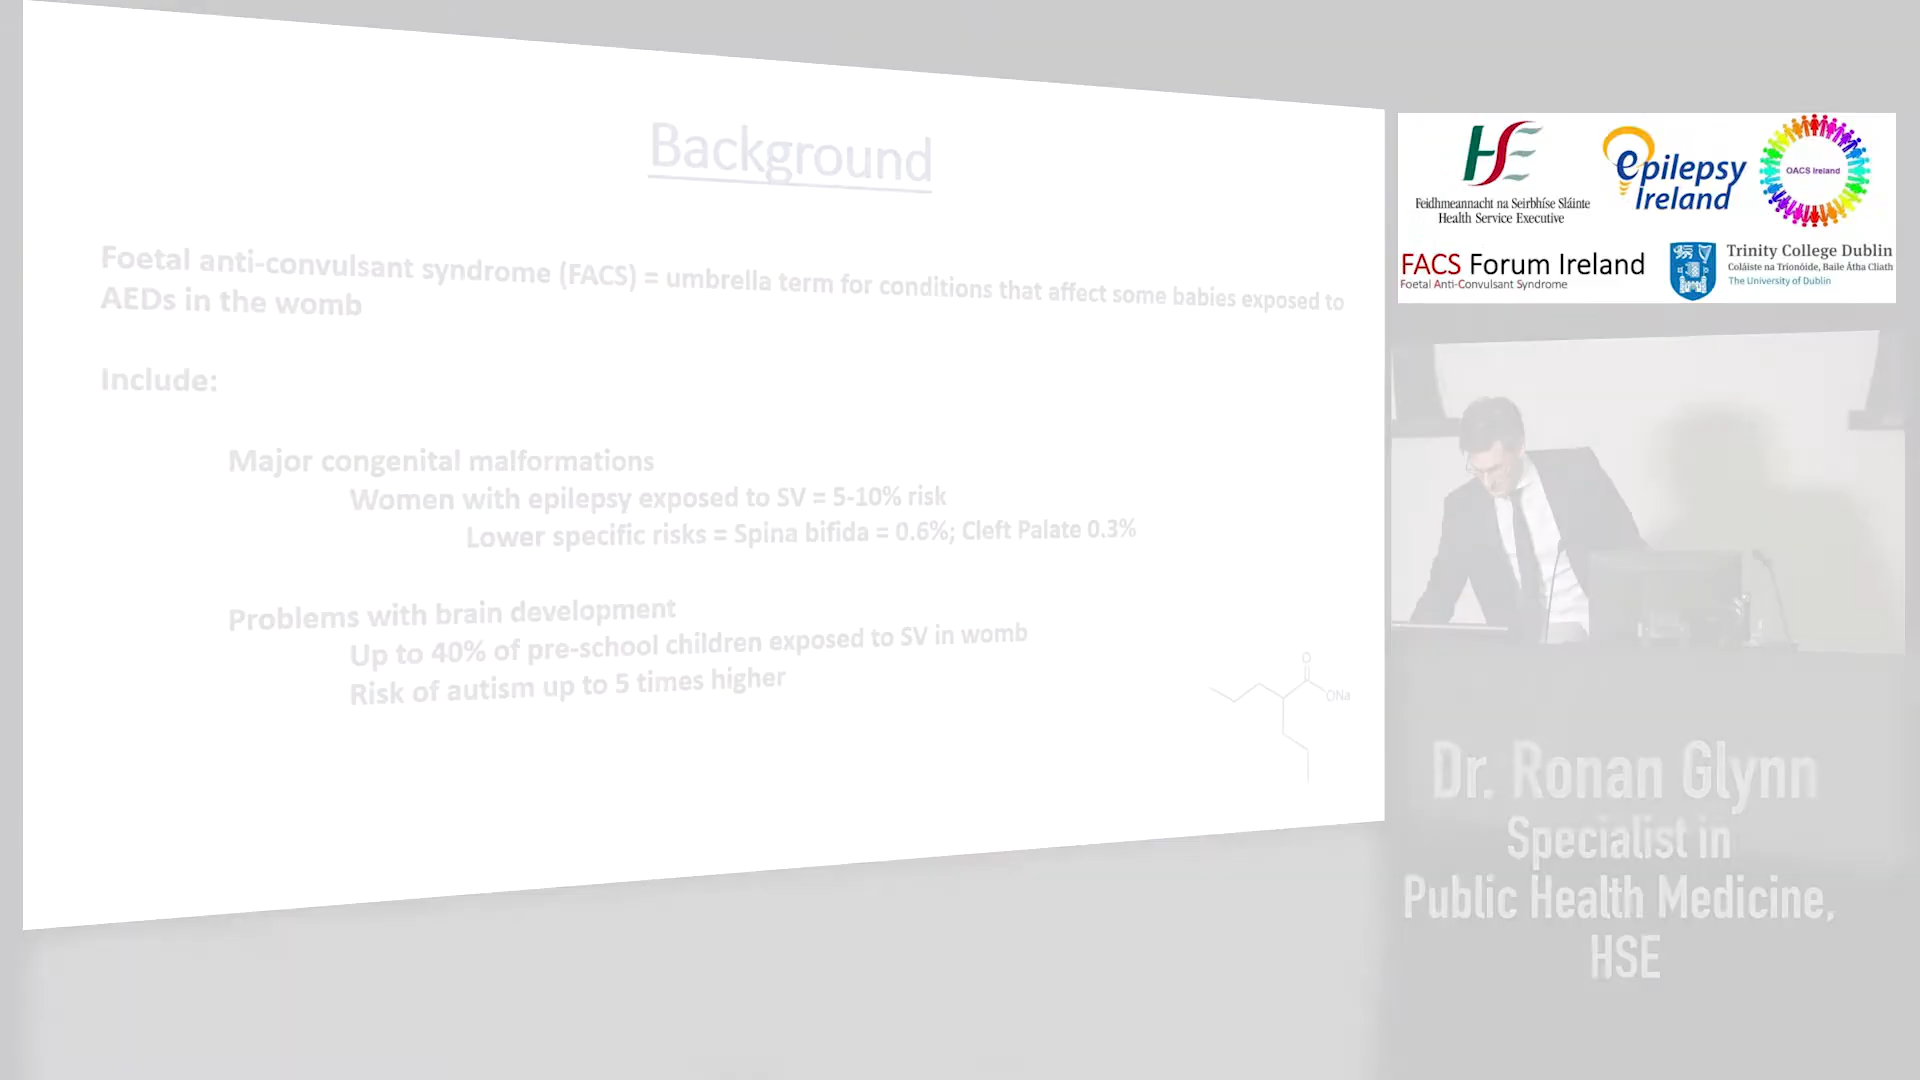 Background
Foetal anti-convulsant syndrome (FACS) = umbrella term for conditions that affect some babies exposed to
AEDs in the womb
Include:
Major congenital malformations
Women with epilepsy exposed to SV = 5-10% risk
Lower specific risks = Spina bifida = 0.6%; Cleft Palate 0.3%
Problems with brain development
Up to 40% of pre-school children exposed to SV in womb
Risk of autism up to 5 times higher
O
ONa
HSE
Feidhmeannacht na Seirbhíse Sláinte
Health Service Executive
epilepsy
Ireland
OACS Ireland
FACS Forum Ireland
Foetal Anti-Convulsant Syndrome
Trinity College Dublin
Coláiste na Tríonóide, Baile Átha Cliath
The University of Dublin
Dr. Ronan Glynn
Specialist in
Public Health Medicine,
HSE